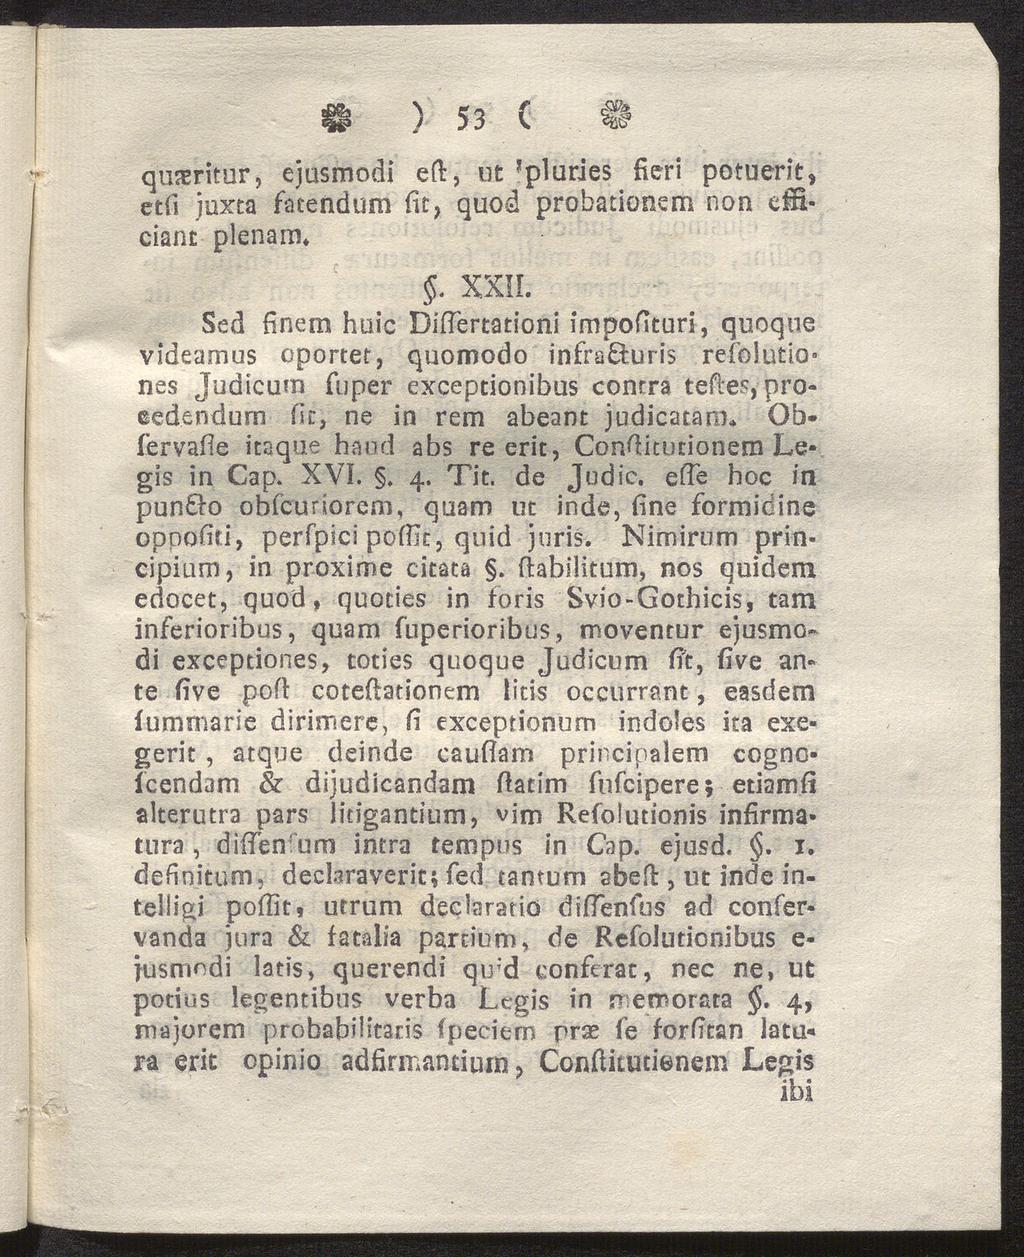 ) 53 (
quæritur, ejusmodi eſt, ut pluries fieri potuerit,
etſi juxta fatendum ſit, quod probationem non effi-
ciant plenam.
§. XXII.
Sed finem huic Diſſertationi impoſituri, quoque
videamus oportet, quomodo infracturis reſolutio-
nes Judicum ſuper exceptionibus contra teſtes, pro-
cedendum ſit, ne in rem abeant judicatam. Ob-
ſervaſſe itaque haud abs re erit, Conſtitutionem Le-
gis in Cap. XVI. §. 4. Tit. de Judic. eſſe hoc in
puncto obſcuriorem, quam ut inde, ſine formidine
oppoſiti, perſpici poſſit, quid juris. Nimirum prin-
cipium, in proxime citata §. ſtabilitum, nos quidem
edocet, quod, quoties in foris Svio-Gothicis, tam
inferioribus, quam ſuperioribus, moventur ejusmo-
di exceptiones, toties quoque Judicum ſit, ſive an-
te ſive poſt coteſtationem litis occurrant, easdem
ſummarie dirimere, ſi exceptionum indoles ita exe-
gerit, atque deinde cauſſam principalem cogno-
ſcendam & dijudicandam ſtatim ſuſcipere; etiamſi
alterutra pars litigantium, vim Reſolutionis infirma-
tura, diſſenſum intra tempus in Cap. ejusd. §. 1.
definitum, declaraverit; ſed tantum abeſt, ut inde in-
telligi poſſit, utrum declaratio diſſenſus ad conſer-
vanda jura & fatalia partium, de Reſolutionibus e-
jusmodi latis, querendi quid conferat, nec ne, ut
potius legentibus verba Legis in memorata §. 4,
majorem probabilitatis ſpeciem præ ſe forſitan latu-
ra erit opinio adfirmantium, Conſtitutionem Legis
ibi